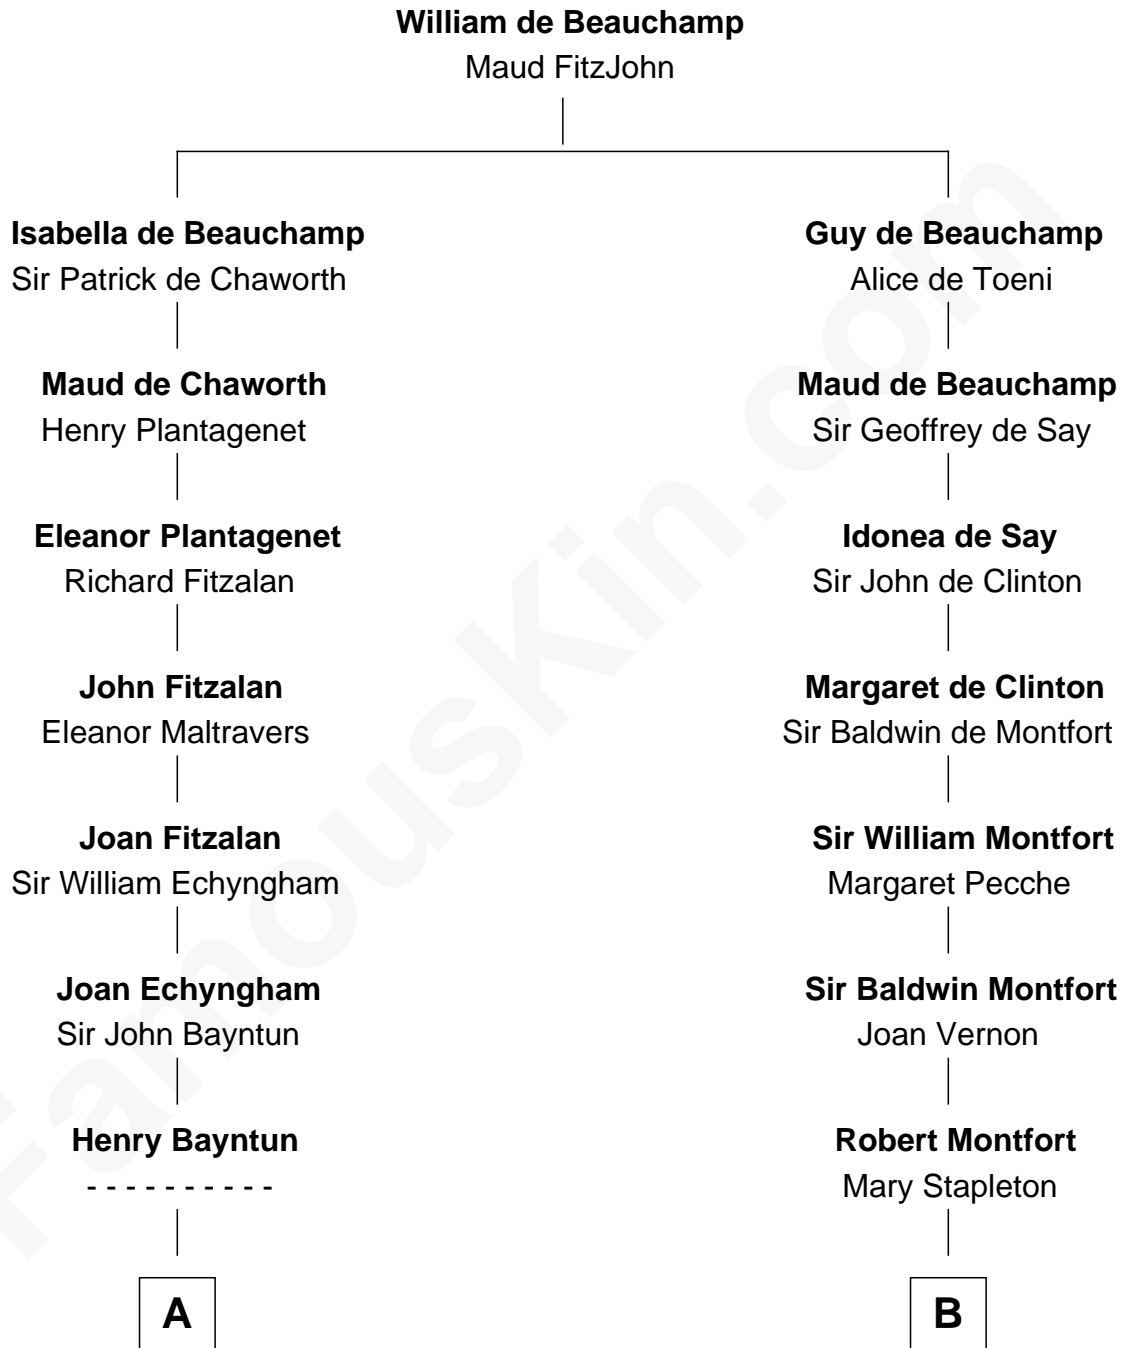 William de Beauchamp
Maud FitzJohn
Isabella de Beauchamp
Sir Patrick de Chaworth
Guy de Beauchamp
Alice de Toeni
Maud de Chaworth
Henry Plantagenet
Maud de Beauchamp
Sir Geoffrey de Say
Eleanor Plantagenet
Richard Fitzalan
Idonea de Say
Sir John de Clinton
John Fitzalan
Eleanor Maltravers
Margaret de Clinton
Sir Baldwin de Montfort
Joan Fitzalan
Sir William Echyngham
Sir William Montfort
Margaret Pecche
Joan Echyngham
Sir John Bayntun
Sir Baldwin Montfort
Joan Vernon
Henry Bayntun
- - - - - - - - - -
Robert Montfort
Mary Stapleton
A
B
FamousKin.com